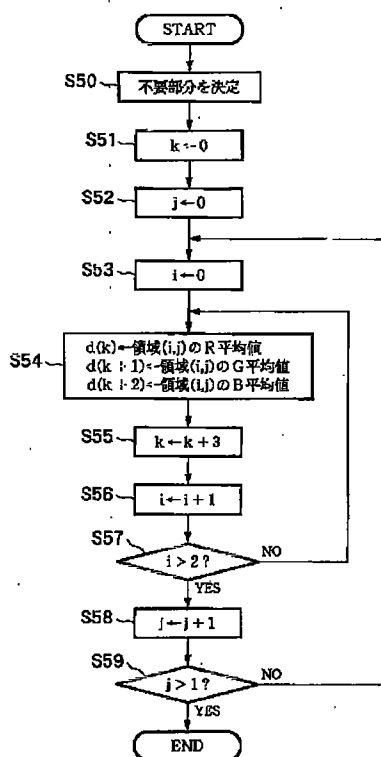 START
S50
不要部分を決定
S51
k←0
S52
j←0
S53
i←0
S54
d(k)←領域(i,j)のR平均値
d(k+1)←領域(i,j)のG平均値
d(k+2)←領域(i,j)のB平均値
S55
k←k+3
S56
i←i+1
S57
i>2?
NO
YES
S58
j←j+1
S59
j>1?
NO
YES
END